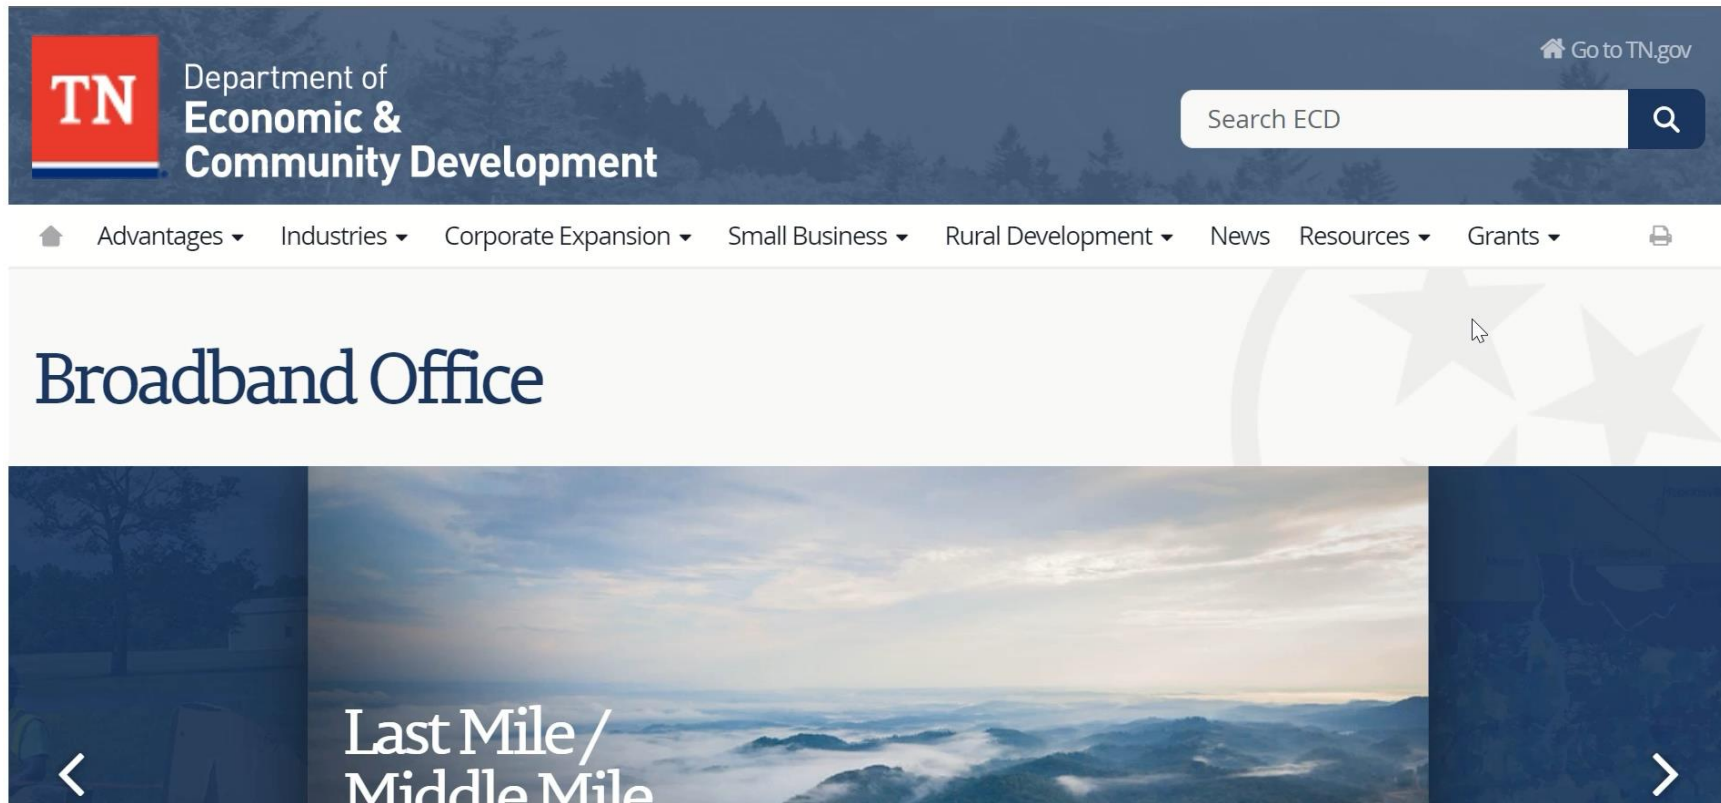 Go to TN.gov
TN
Department of
Economic &
Community Development
Search ECD
Advantages Industries Corporate Expansion Small Business Rural Development News Resources Grants
Broadband Office
Last Mile /
Middle Mile